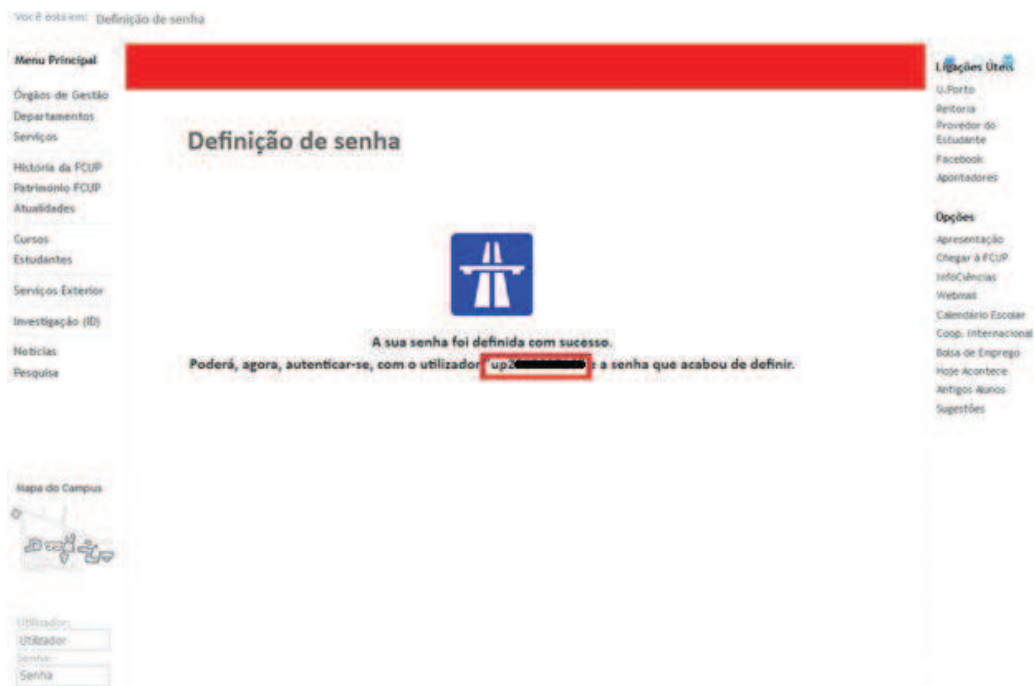 Você está em: Definição de senha
Menu Principal
Órgãos de Gestão
Departamentos
Serviços
História da FCUP
Património FCUP
Atualidades
Cursos
Estudantes
Serviços Exterior
Investigação (ID)
Notícias
Pesquisa
Mapa do Campus
Utilizador:
Utilizador
Senha:
Senha
Definição de senha
A sua senha foi definida com sucesso.
Poderá, agora, autenticar-se, com o utilizador up2 e a senha que acabou de definir.
Ligações Úteis
U.Porto
Reitoria
Provedor do
Estudante
Facebook
Apontadores
Opções
Apresentação
Chegar à FCUP
InfoCiências
Webmail
Calendário Escolar
Coop. Internacional
Bolsa de Emprego
Hoje Acontece
Antigos Alunos
Sugestões